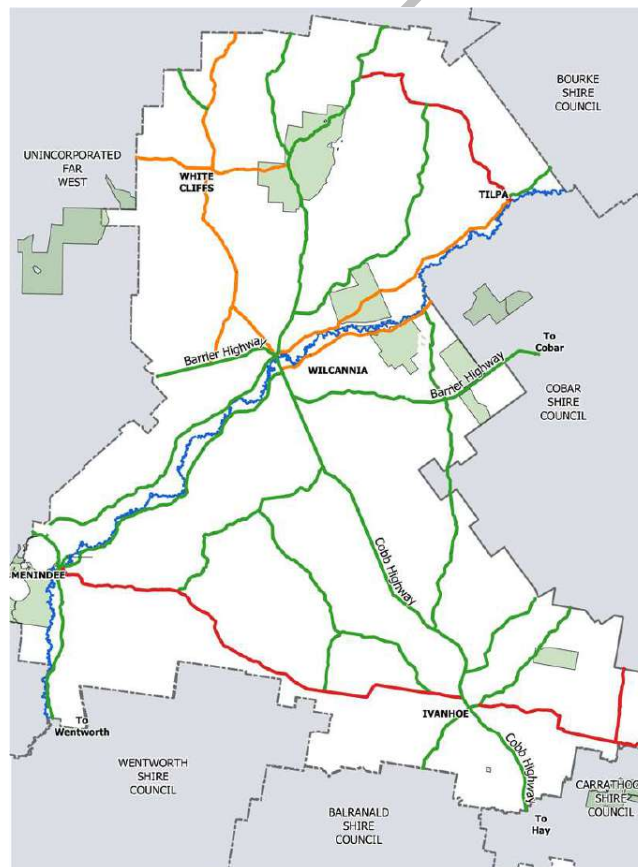 BOURKE
SHIRE
COUNCIL
UNINCORPORATED
FAR
WEST
WHITE
CLIFFS
TILPA
Barrier Highway
WILCANNIA
To
Cobar
Barrier Highway
COBAR
SHIRE
COUNCIL
Cobb Highway
MENINDEE
To
Wentworth
IVANHOE
WENTWORTH
SHIRE
COUNCIL
Cobb Highway
CARRATHOO
SHIRE
COUNCIL
BALRANALD
SHIRE
COUNCIL
To
Hay